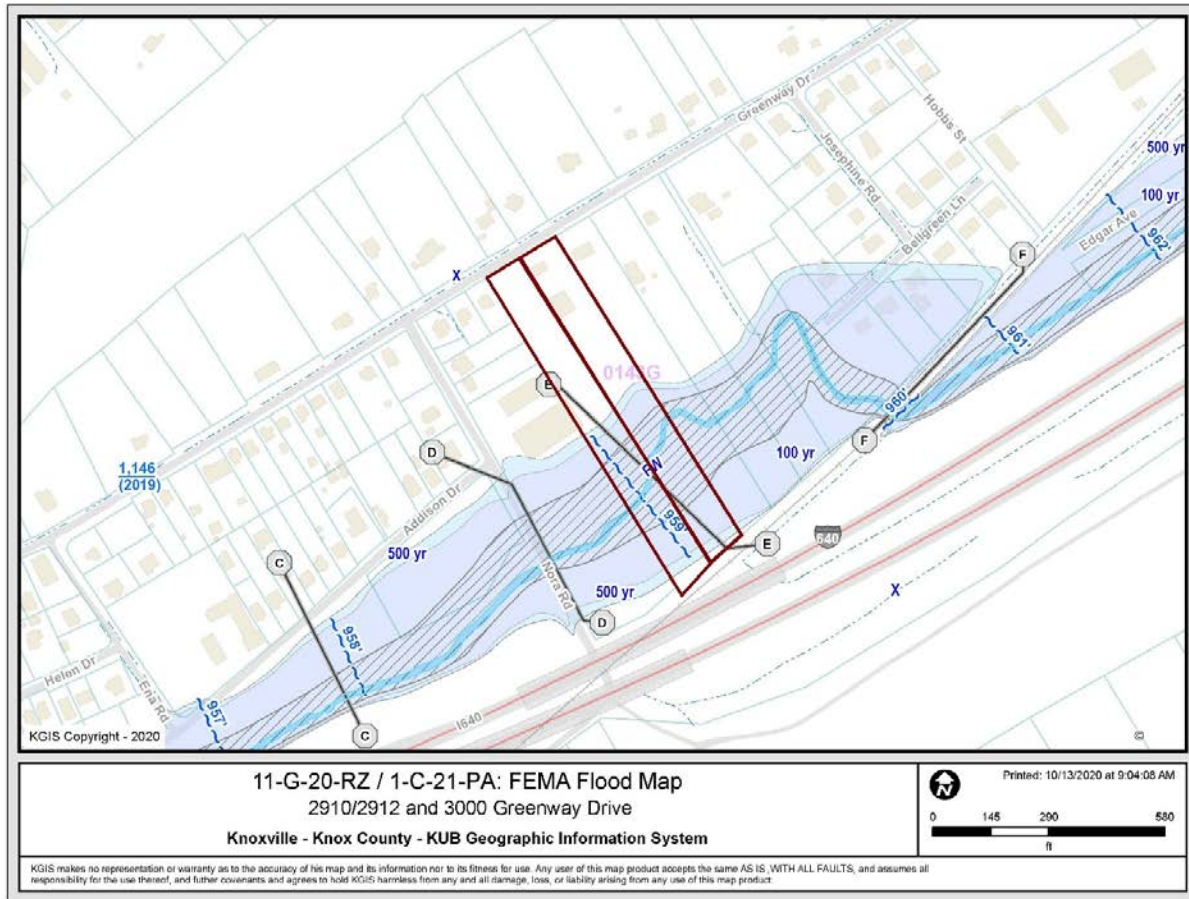 Greenway Dr
Hobbs St
Josephine Rd
Bellgreen Ln
500 yr
100 yr
Edgar Ave
962'
F
X
961'
E
D
960'
F
1,146
(2019)
100 yr
RW
Addison Dr
959'
C
500 yr
E
640
Nora Rd
500 yr
X
D
958'
Helen Dr
Ena Rd
957'
I640
C
KGIS Copyright - 2020
©
11-G-20-RZ / 1-C-21-PA: FEMA Flood Map
2910/2912 and 3000 Greenway Drive
Knoxville - Knox County - KUB Geographic Information System
N
Printed: 10/13/2020 at 9:04:08 AM
0 145 290 580
ft
KGIS makes no representation or warranty as to the accuracy of his map and its information nor to its fitness for use. Any user of this map product accepts the same AS IS ,WITH ALL FAULTS, and assumes all
responsibility for the use thereof, and futher covenants and agrees to hold KGIS harmless from any and all damage, loss, or liability arising from any use of this map product.